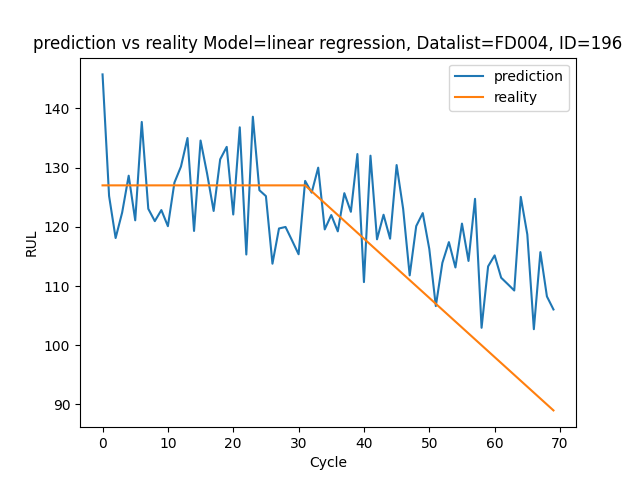 prediction vs reality Model=linear regression, Datalist=FD004, ID=196
prediction
reality
140
130
120
110
100
90
RUL
0 10 20 30 40 50 60 70
Cycle